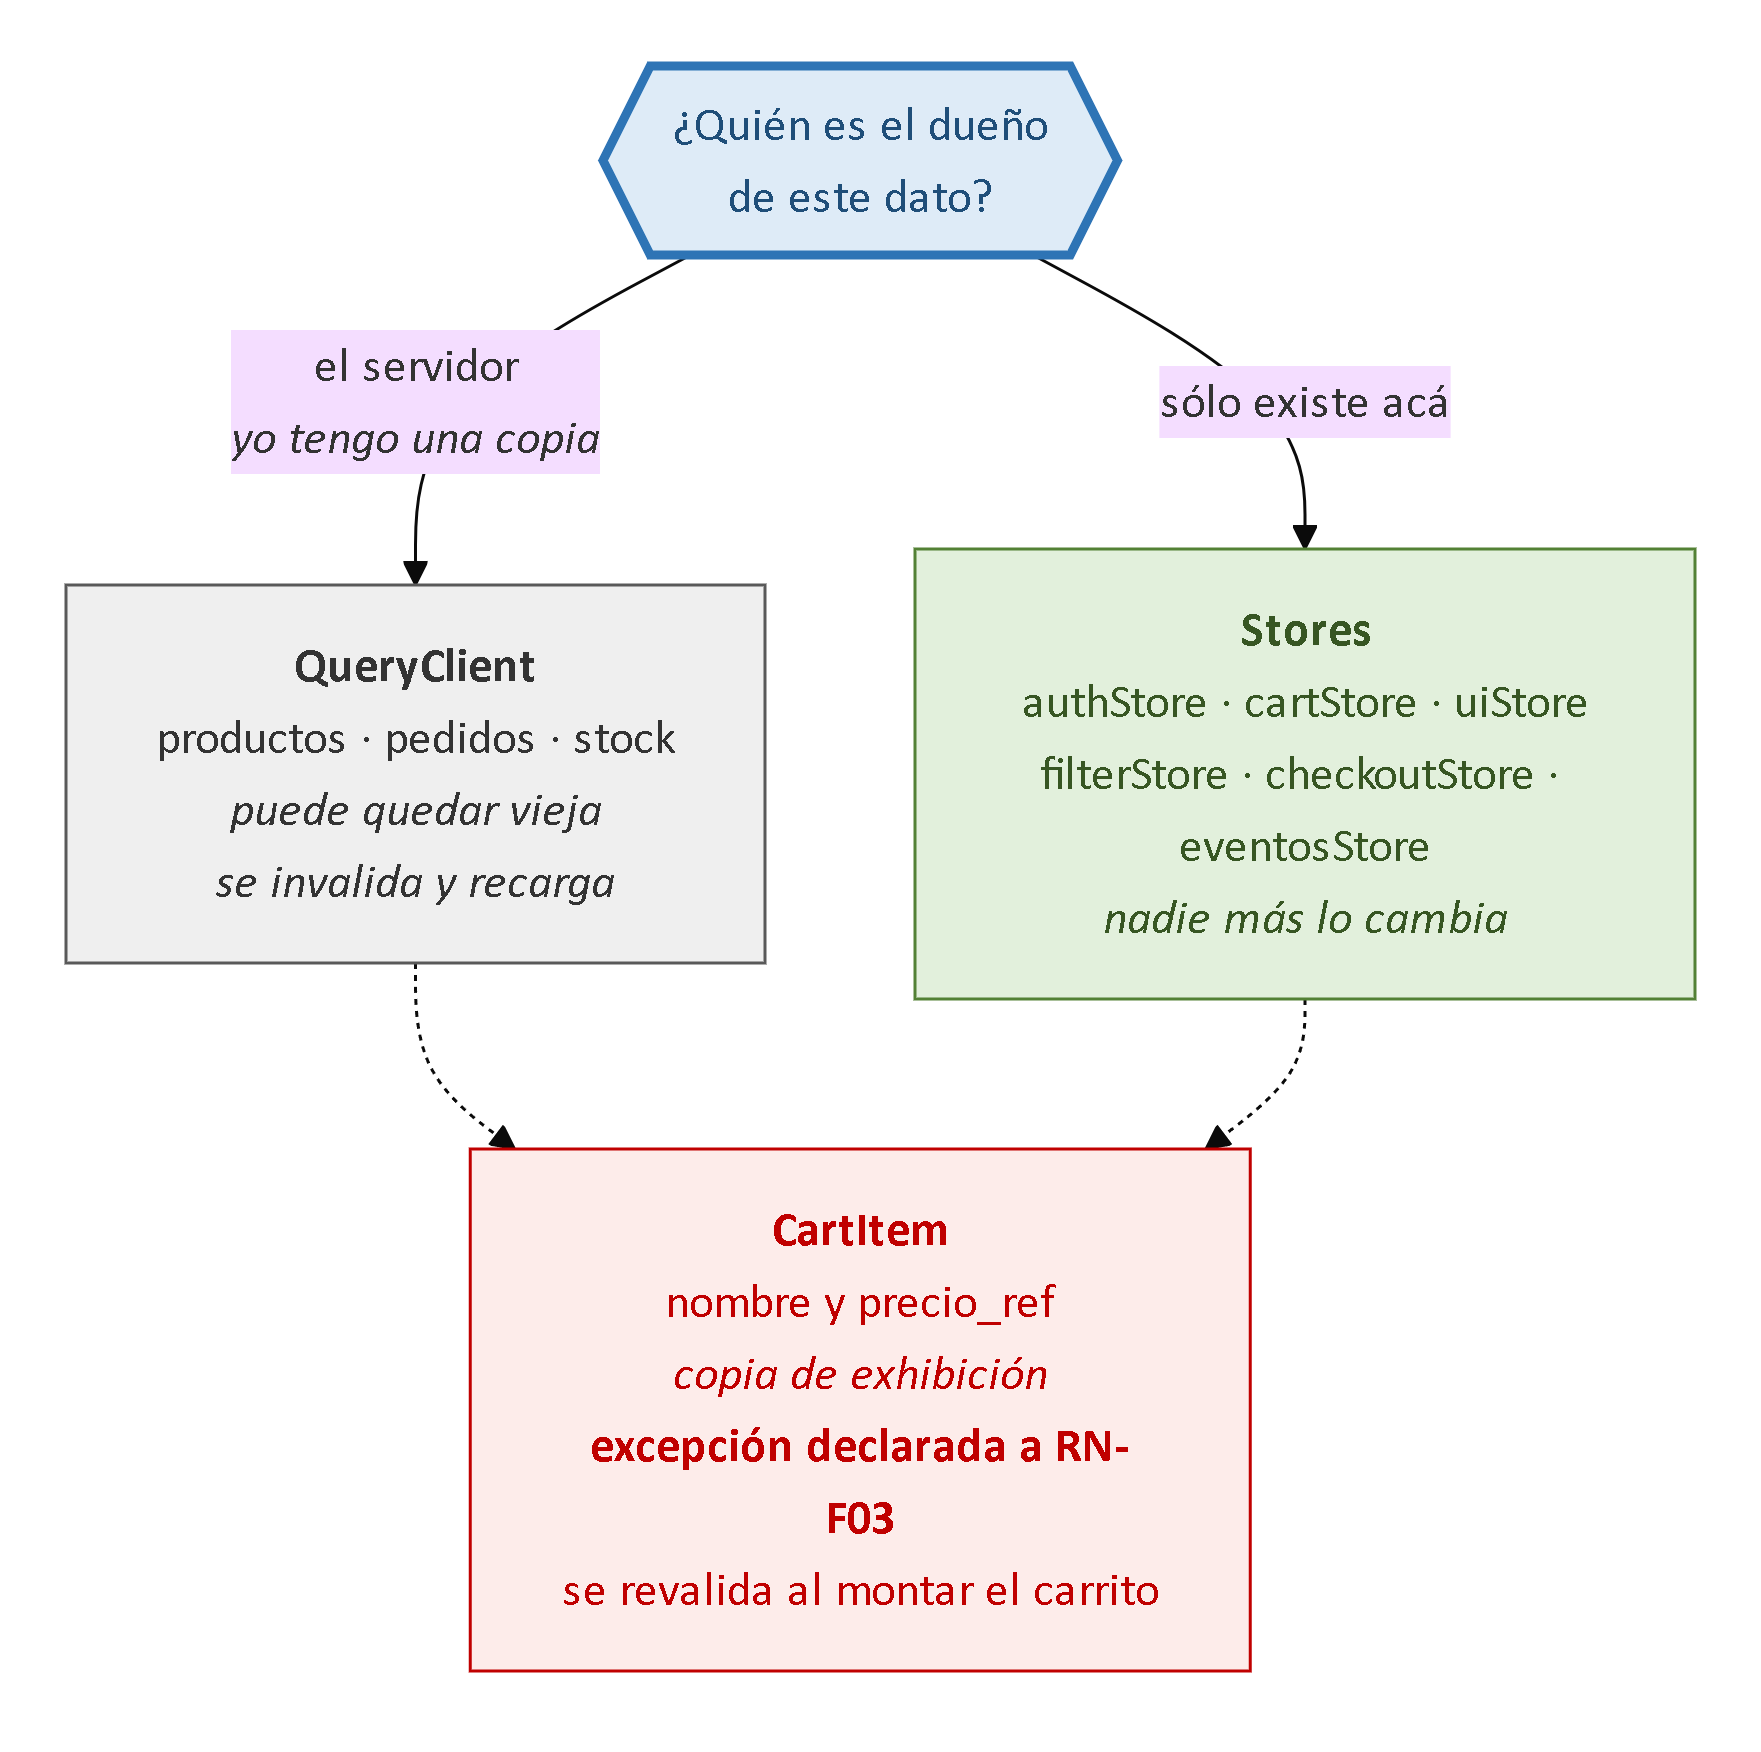 ¿Quién es el dueño
de este dato?
el servidor
yo tengo una copia
sólo existe acá
QueryClient
productos · pedidos · stock
puede quedar vieja
se invalida y recarga
Stores
authStore · cartStore · uiStore
filterStore · checkoutStore ·
eventosStore
nadie más lo cambia
CartItem
nombre y precio_ref
copia de exhibición
excepción declarada a RN-
F03
se revalida al montar el carrito